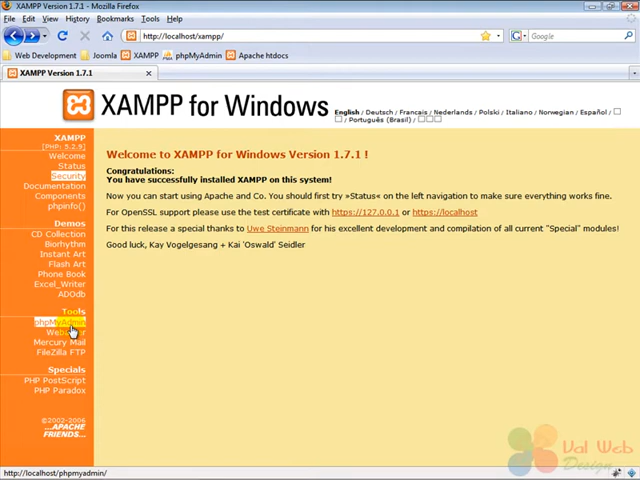 XAMPP Version 1.7.1 - Mozilla Firefox
File Edit View History Bookmarks Tools Help
http://localhost/xampp/
Google
Web Development Joomla XAMPP phpMyAdmin Apache htdocs
XAMPP Version 1.7.1
XAMPP for Windows
English / Deutsch / Francais / Nederlands / Polski / Italiano / Norwegian / Español /
/ Português (Brasil) /
XAMPP
[PHP: 5.2.9]
Welcome
Status
Security
Documentation
Components
phpinfo()
Demos
CD Collection
Biorhythm
Instant Art
Flash Art
Phone Book
Excel_Writer
ADOdb
Tools
phpMyAdmin
Mercury Mail
FileZilla FTP
Specials
PHP PostScript
PHP Paradox
©2002-2006
...APACHE
FRIENDS...
Welcome to XAMPP for Windows Version 1.7.1 !
Congratulations:
You have successfully installed XAMPP on this system!
Now you can start using Apache and Co. You should first try »Status« on the left navigation to make sure everything works fine.
For OpenSSL support please use the test certificate with https://127.0.0.1 or https://localhost
For this release a special thanks to Uwe Steinmann for his excellent development and compilation of all current "Special" modules!
Good luck, Kay Vogelgesang + Kai 'Oswald' Seidler
Val Web
Design
http://localhost/phpmyadmin/